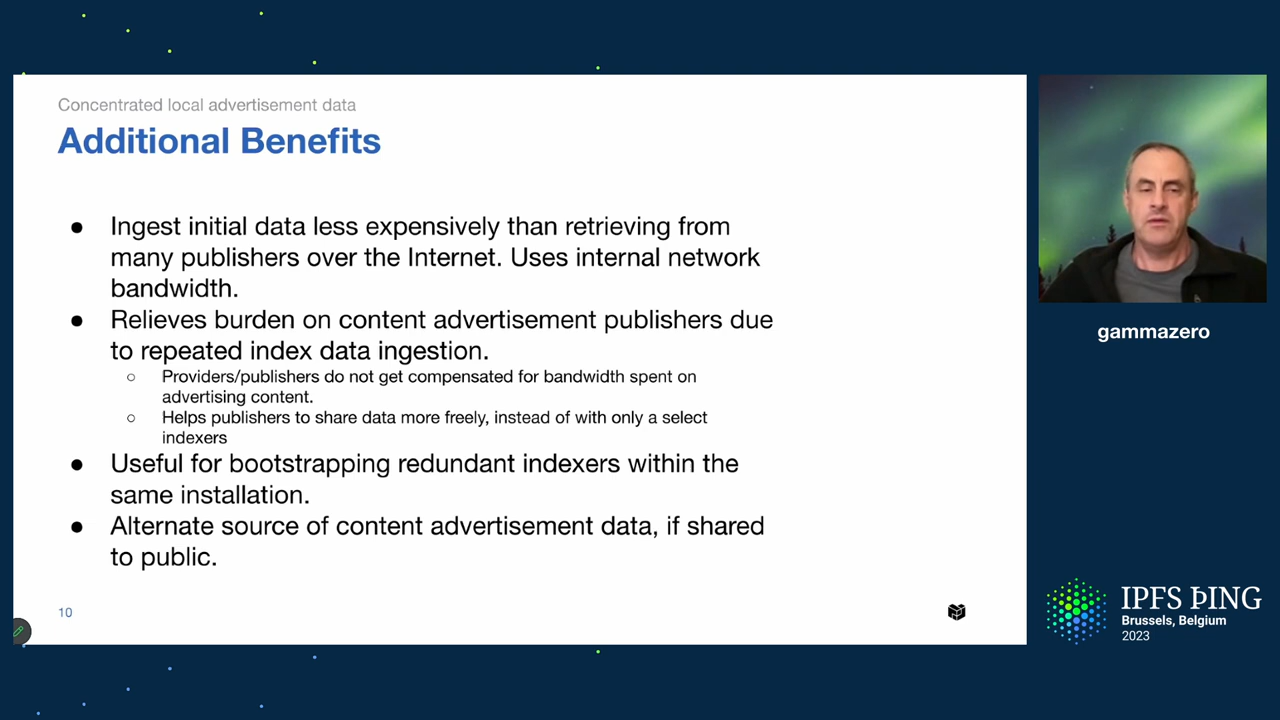 Concentrated local advertisement data
Additional Benefits
● Ingest initial data less expensively than retrieving from
many publishers over the Internet. Uses internal network
bandwidth.
● Relieves burden on content advertisement publishers due
to repeated index data ingestion.
○ Providers/publishers do not get compensated for bandwidth spent on
advertising content.
○ Helps publishers to share data more freely, instead of with only a select
indexers
● Useful for bootstrapping redundant indexers within the
same installation.
● Alternate source of content advertisement data, if shared
to public.
10
gammazero
IPFS ÞING
Brussels, Belgium
2023